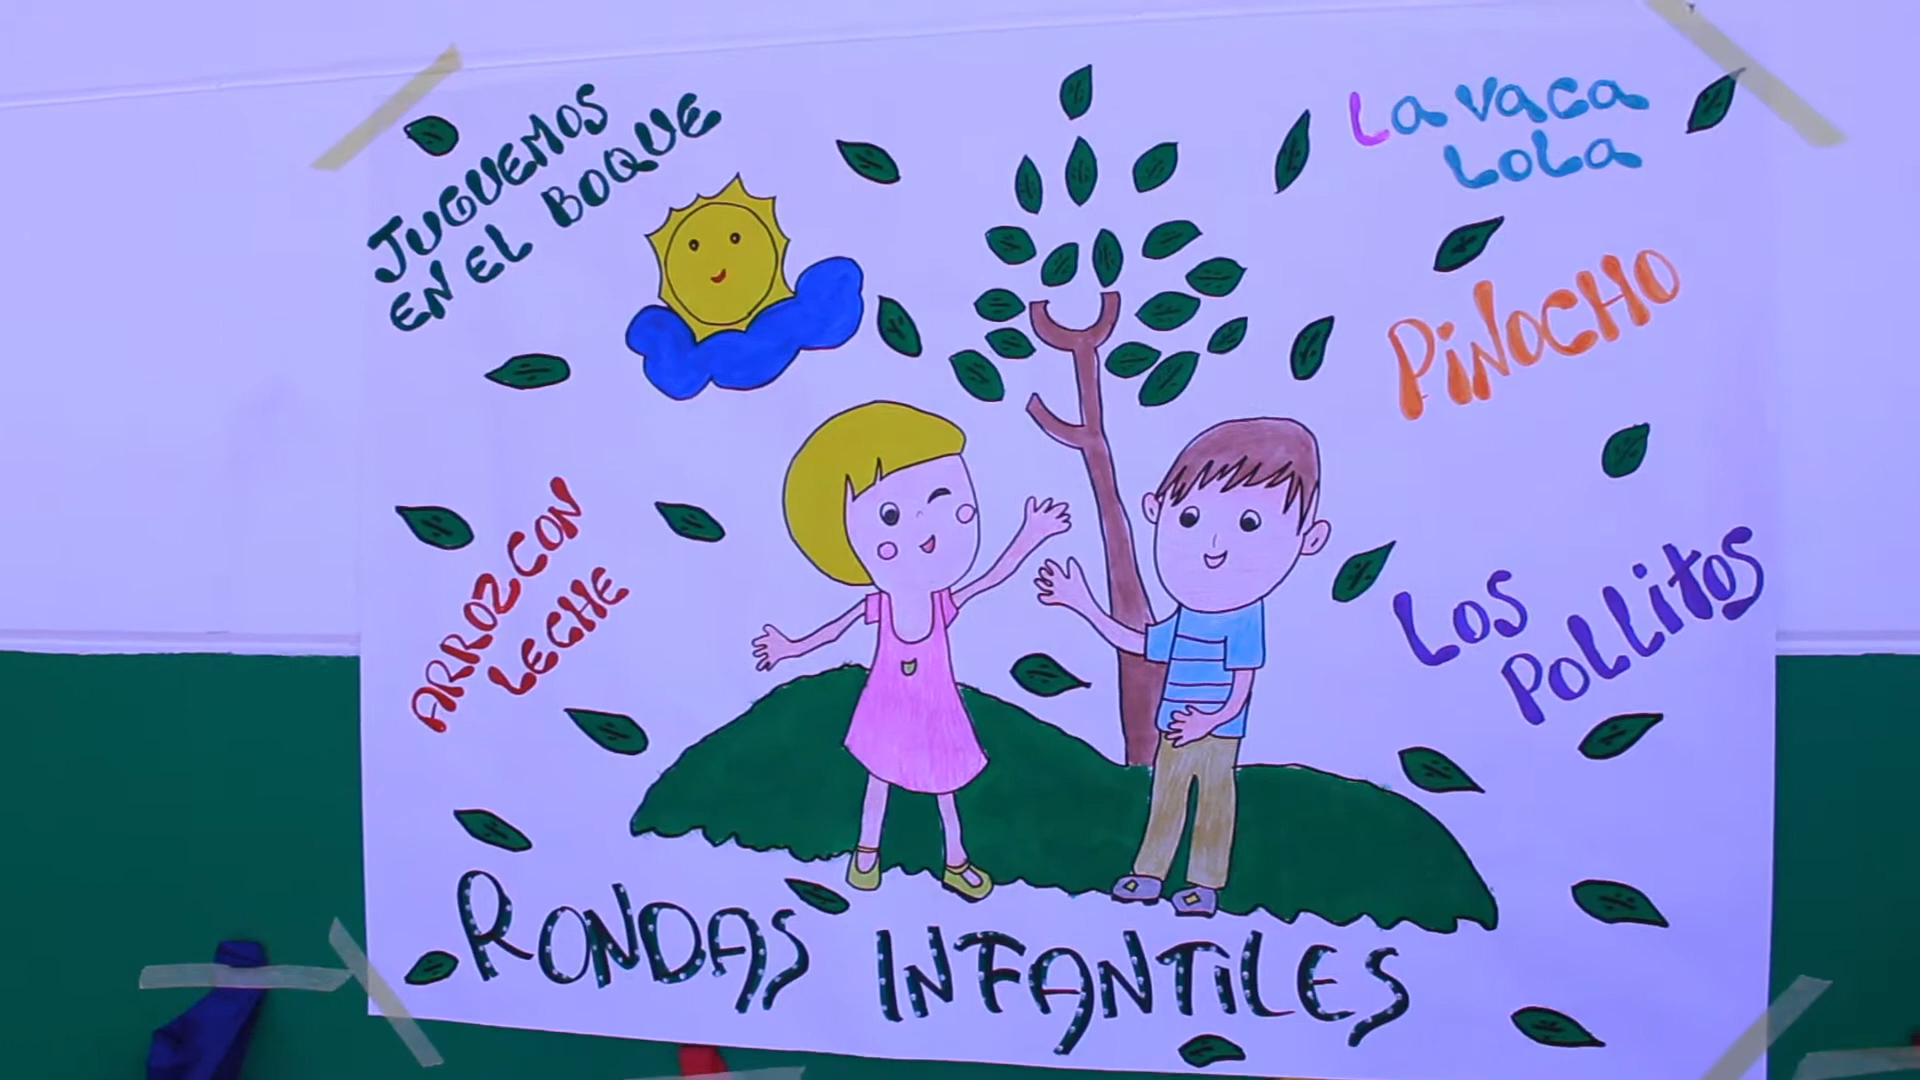 JUGUEMOS
EN EL BOQUE
La vaca
Lola
PiNOCHO
ARROZ CON
LECHE
Los
PoLLitos
RONDAS INFANTiLES